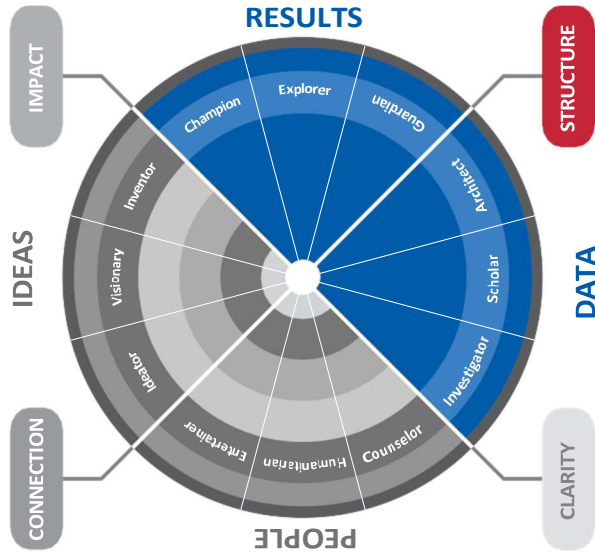 RESULTS
IMPACT
STRUCTURE
Champion
Explorer
Guardian
Inventor
Architect
IDEAS
Visionary
Scholar
DATA
Ideator
Investigator
Entertainer
Humanitarian
Counselor
CONNECTION
CLARITY
PEOPLE